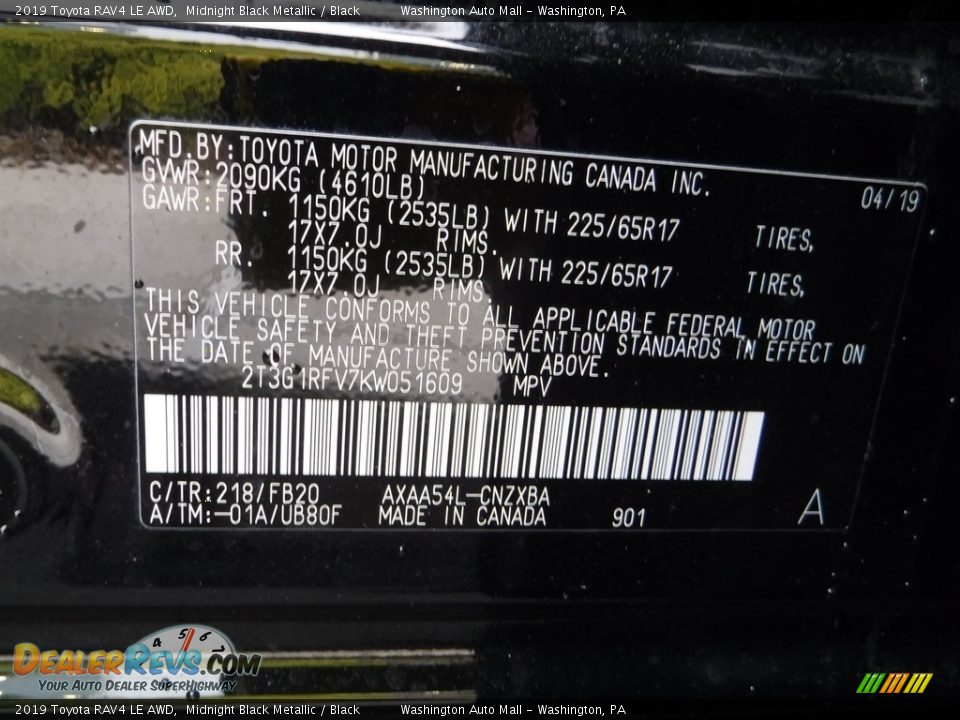 2019 Toyota RAV4 LE AWD, Midnight Black Metallic / Black Washington Auto Mall - Washington, PA
MFD.BY:TOYOTA MOTOR MANUFACTURING CANADA INC.
GVWR:2090KG (4610LB) 04/19
GAWR:FRT. 1150KG (2535LB) WITH 225/65R17 TIRES,
17X7.0J RIMS.
RR. 1150KG (2535LB) WITH 225/65R17 TIRES,
17X7.0J RIMS.
THIS VEHICLE CONFORMS TO ALL APPLICABLE FEDERAL MOTOR
VEHICLE SAFETY AND THEFT PREVENTION STANDARDS IN EFFECT ON
THE DATE OF MANUFACTURE SHOWN ABOVE.
2T3G1RFV7KW051609 MPV
C/TR:218/FB20 AXAA54L-CNZXBA
A/TM:-01A/UB80F MADE IN CANADA 901 A
4 5 6 7
DEALERREVS.COM
YOUR AUTO DEALER SUPERHIGHWAY
2019 Toyota RAV4 LE AWD, Midnight Black Metallic / Black Washington Auto Mall - Washington, PA